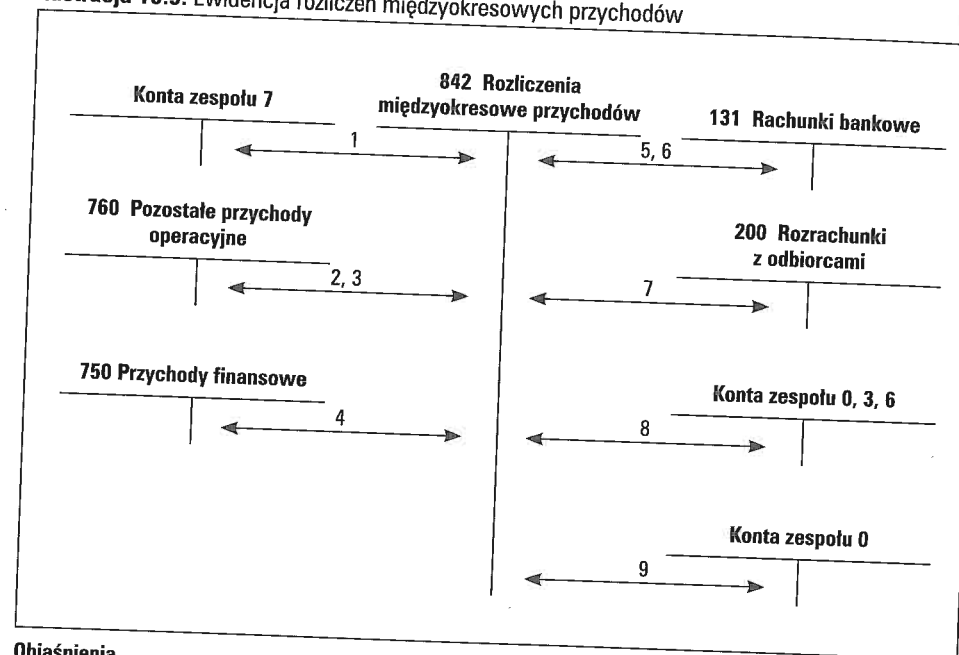 Ewidencja rozliczeń międzyokresowych przychodów
Konta zespołu 7
842 Rozliczenia
międzyokresowe przychodów
131 Rachunki bankowe
1
5, 6
760 Pozostałe przychody
operacyjne
200 Rozrachunki
z odbiorcami
2, 3
7
750 Przychody finansowe
Konta zespołu 0, 3, 6
4
8
Konta zespołu 0
9
Objaśnienia